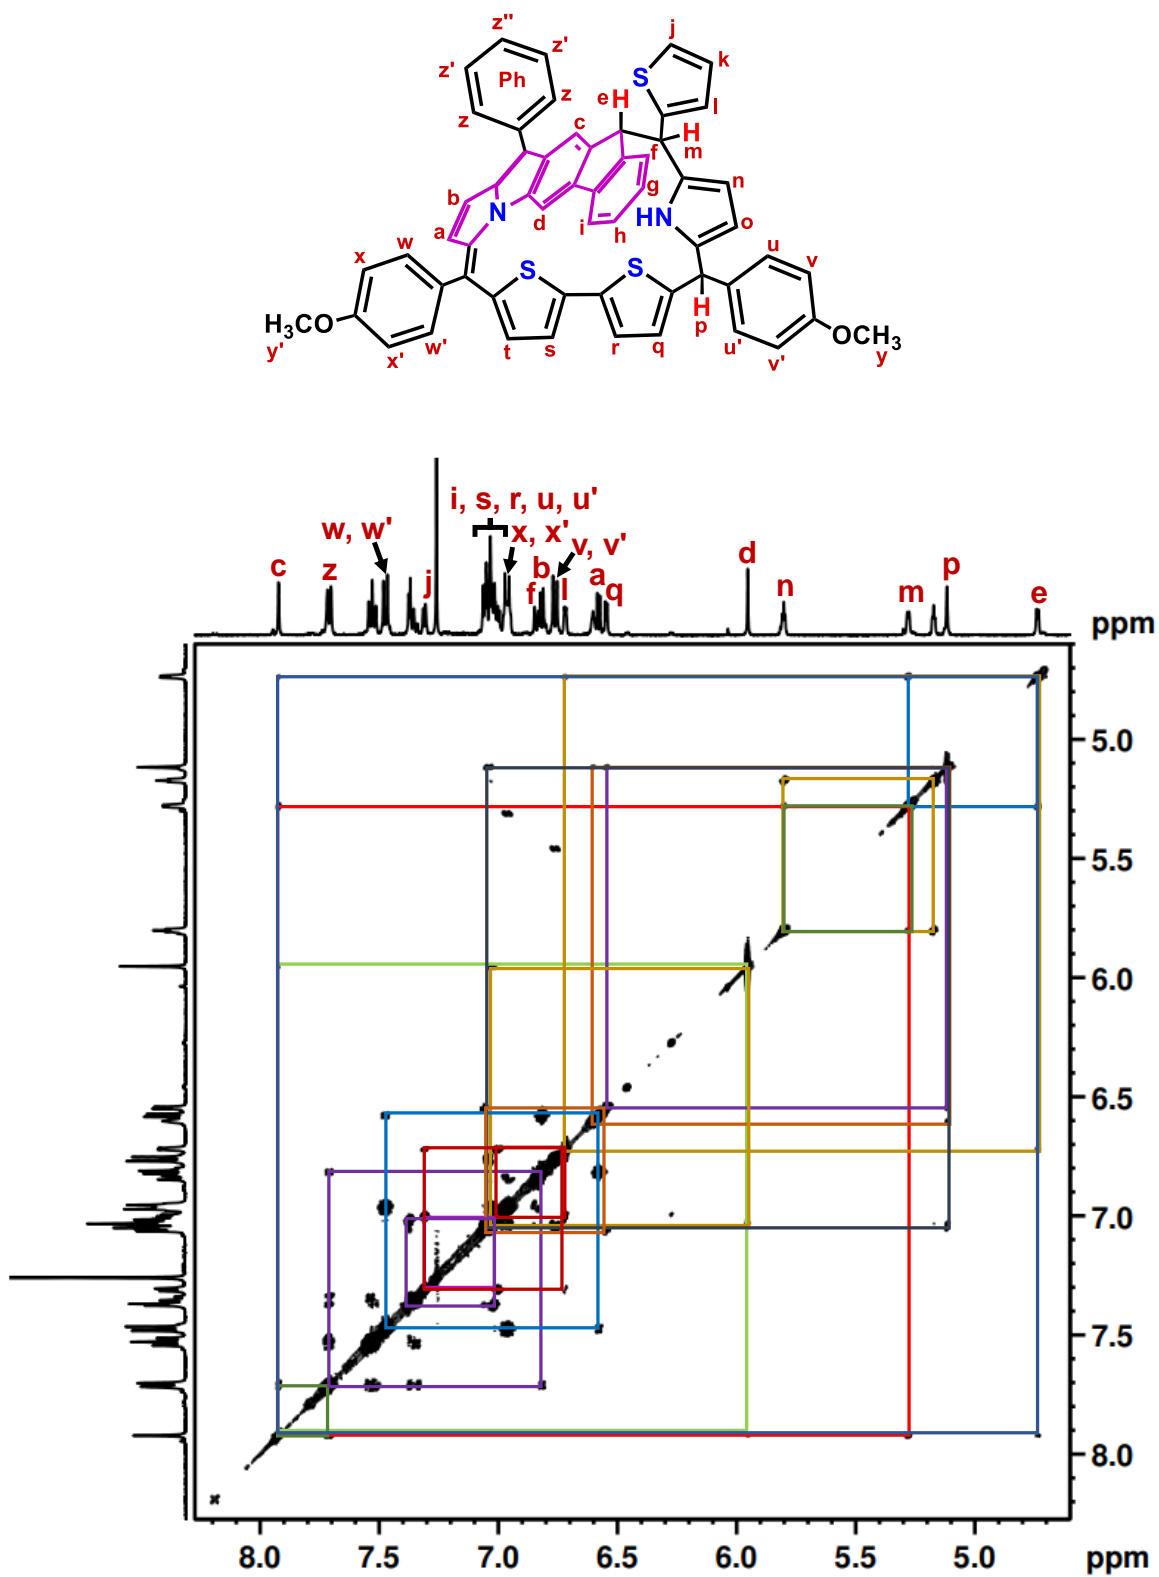 z''
j
z'
z'
Ph
S
k
z
e
H
z
c
l
H
m
f
b
N
g
n
a
d
i
h
HN
o
x
w
S
S
u
v
H
p
H₃CO
y'
x'
w'
t
s
r
q
u'
v'
OCH₃
y
i, s, r, u, u'
w, w'
x, x'
v, v'
c
z
j
f
b
l
a
q
d
n
m
p
e
ppm
5.0
5.5
6.0
6.5
7.0
7.5
8.0
8.0
7.5
7.0
6.5
6.0
5.5
5.0
ppm